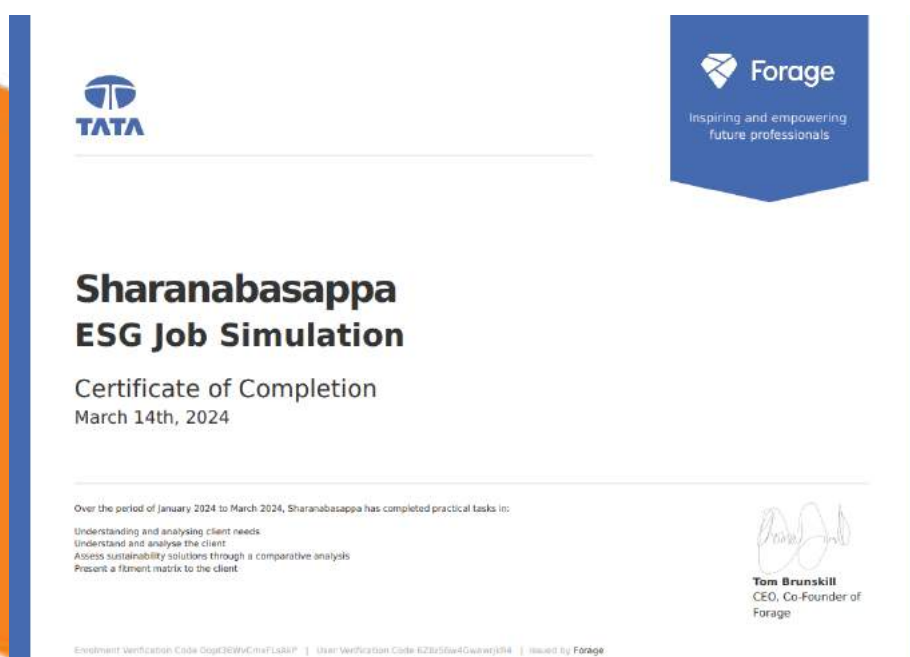 TATA
Forage
Inspiring and empowering
future professionals
Sharanabasappa
ESG Job Simulation
Certificate of Completion
March 14th, 2024
Over the period of January 2024 to March 2024, Sharanabasappa has completed practical tasks in:
Understanding and analysing client needs
Understand and analyse the client
Assess sustainability solutions through a comparative analysis
Present a fitment matrix to the client
Tom Brunskill
CEO, Co-Founder of
Forage
Enrolment Verification Code | User Verification Code | Issued by Forage